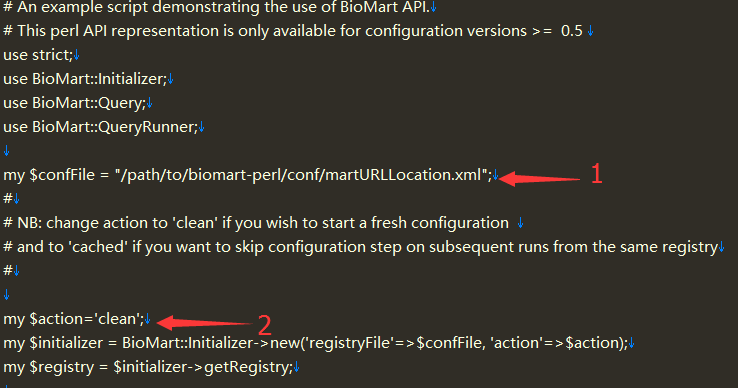 # An example script demonstrating the use of BioMart API.↓
# This perl API representation is only available for configuration versions >=  0.5 ↓
use strict;↓
use BioMart::Initializer;↓
use BioMart::Query;↓
use BioMart::QueryRunner;↓
↓
my $confFile = "/path/to/biomart-perl/conf/martURLLocation.xml";↓ 1
#↓
# NB: change action to 'clean' if you wish to start a fresh configuration  ↓
# and to 'cached' if you want to skip configuration step on subsequent runs from the same registry↓
#↓
↓
my $action='clean';↓ 2
my $initializer = BioMart::Initializer->new('registryFile'=>$confFile, 'action'=>$action);↓
my $registry = $initializer->getRegistry;↓